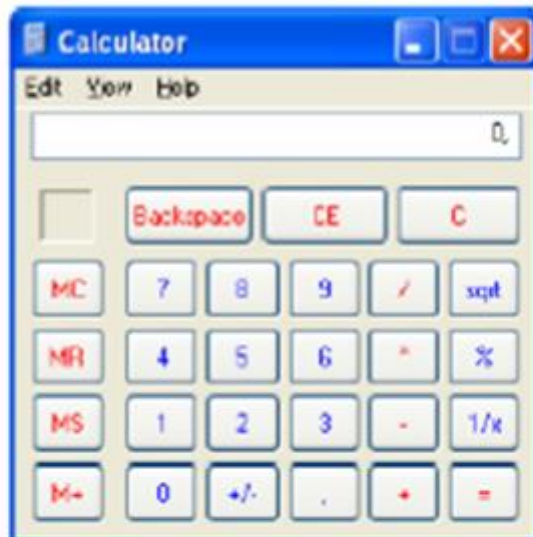 Calculator
Edit View Help
0,
Backspace CE C
MC 7 8 9 / sqrt
MR 4 5 6 * %
MS 1 2 3 - 1/x
M+ 0 +/- , + =